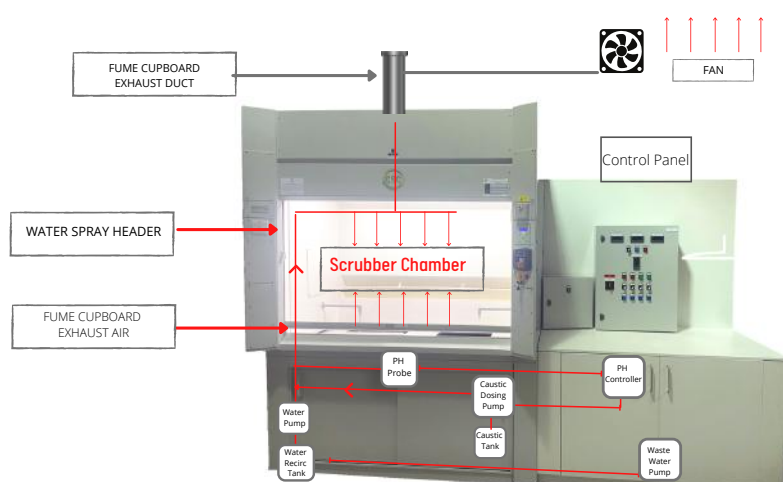 FUME CUPBOARD
EXHAUST DUCT
FAN
Control Panel
WATER SPRAY HEADER
Scrubber Chamber
FUME CUPBOARD
EXHAUST AIR
PH
Probe
PH
Controller
Caustic
Dosing
Pump
Water
Pump
Caustic
Tank
Water
Recirc
Tank
Waste
Water
Pump